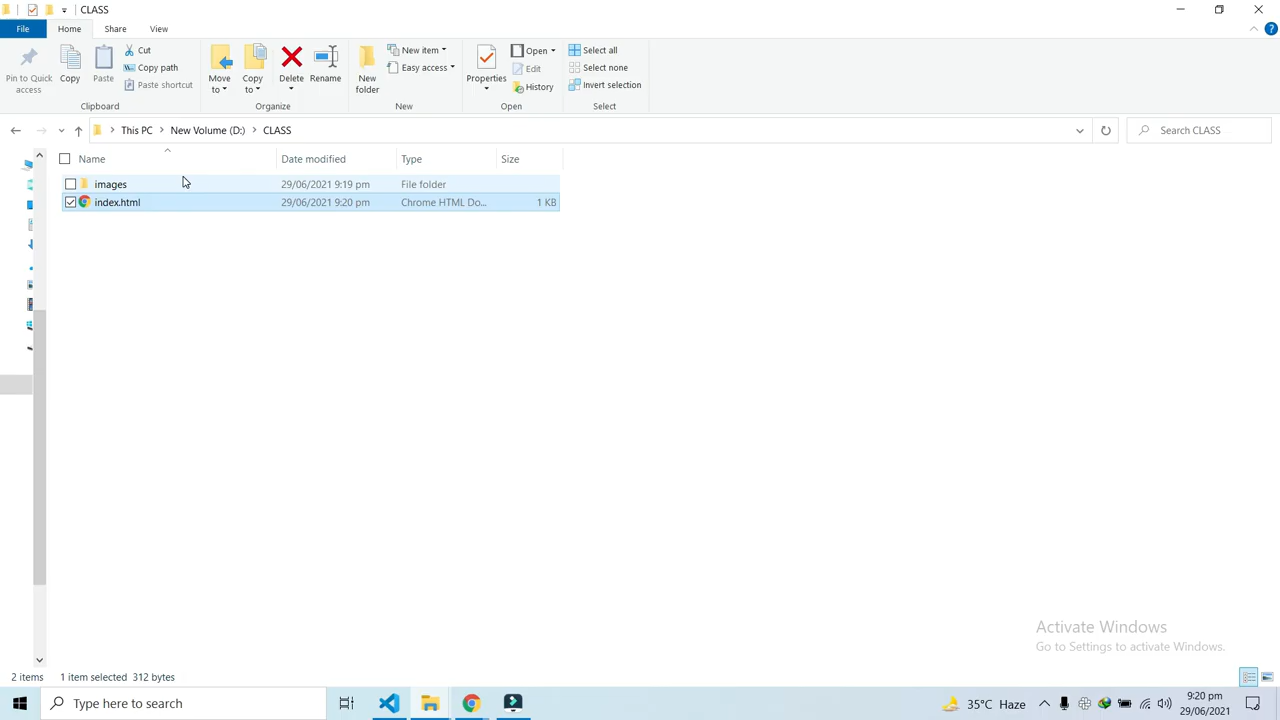 CLASS
File Home Share View
Pin to Quick access
Copy
Paste
Cut
Copy path
Paste shortcut
Clipboard
Move to
Copy to
Delete
Rename
Organize
New folder
New item
Easy access
New
Properties
Open
Edit
History
Open
Select all
Select none
Invert selection
Select
This PC New Volume (D:) CLASS
Search CLASS
Name Date modified Type Size
images 29/06/2021 9:19 pm File folder
index.html 29/06/2021 9:20 pm Chrome HTML Do... 1 KB
Activate Windows
Go to Settings to activate Windows.
2 items 1 item selected 312 bytes
Type here to search
35°C Haze
9:20 pm
29/06/2021